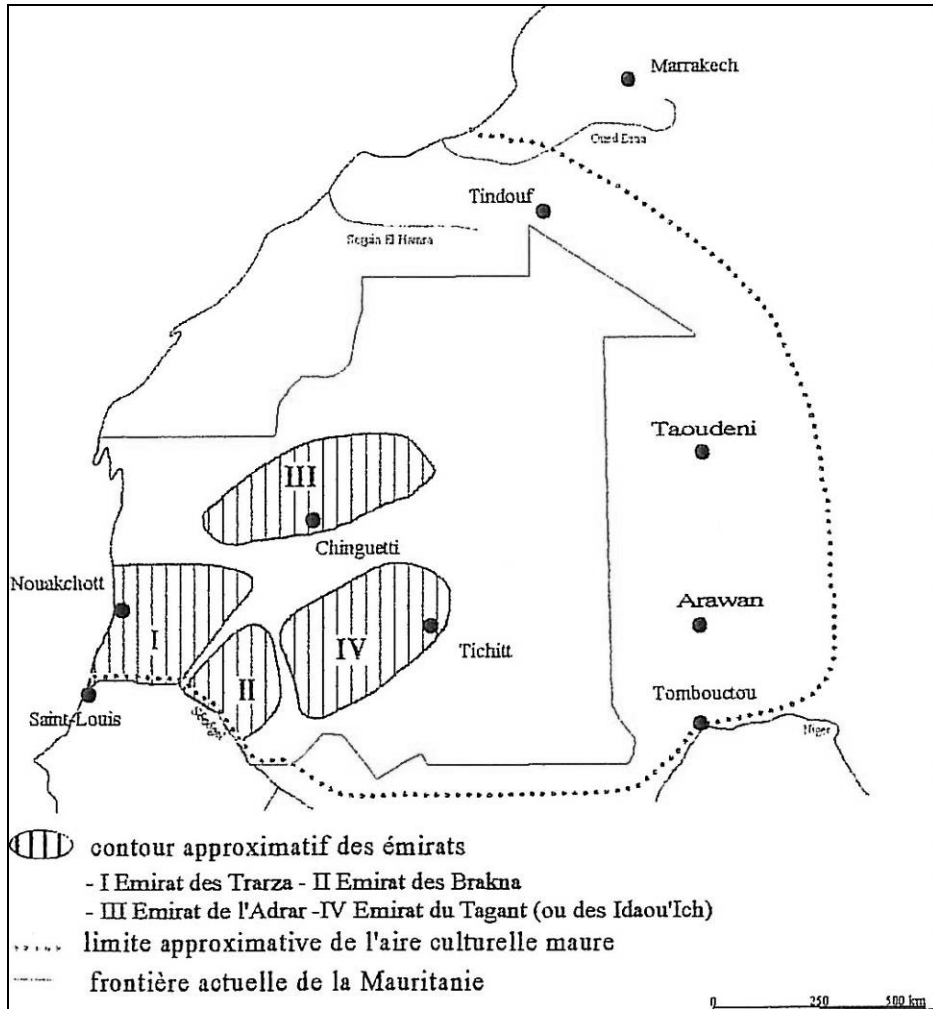 Marrakech
Oued Draa
Tindouf
Seguia El Hamra
Taoudeni
III
Chinguetti
Nouakchott
I
Arawan
IV
Tichitt
II
Tombouctou
Saint-Louis
Niger
contour approximatif des émirats
- I Emirat des Trarza - II Emirat des Brakna
- III Emirat de l'Adrar -IV Emirat du Tagant (ou des Idaou'Ich)
limite approximative de l'aire culturelle maure
frontière actuelle de la Mauritanie
0 250 500 km